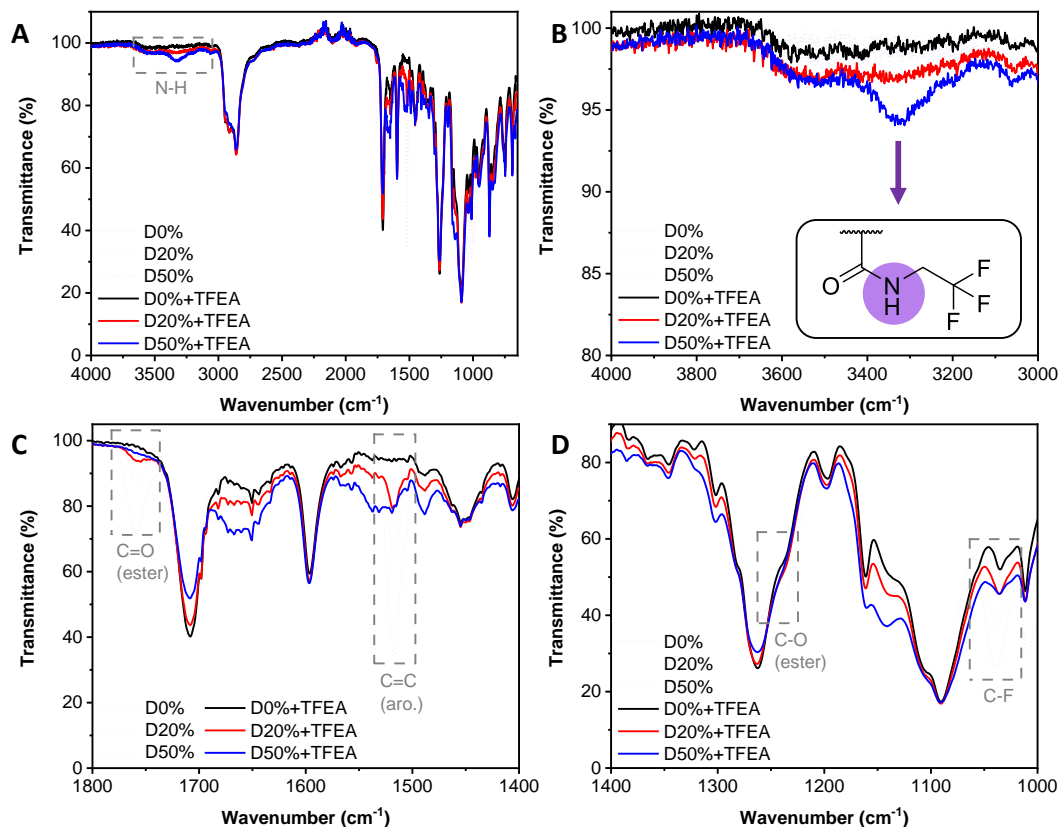 A
Transmittance (%)
100
80
60
40
20
0
N-H
D0%
D20%
D50%
D0%+TFEA
D20%+TFEA
D50%+TFEA
4000 3500 3000 2500 2000 1500 1000
Wavenumber (cm-1)
B
Transmittance (%)
100
95
90
85
80
D0%
D20%
D50%
D0%+TFEA
D20%+TFEA
D50%+TFEA
O
N
H
F
F
F
4000 3800 3600 3400 3200 3000
Wavenumber (cm-1)
C
Transmittance (%)
100
80
60
40
20
0
C=O
(ester)
C=C
(aro.)
D0% D0%+TFEA
D20% D20%+TFEA
D50% D50%+TFEA
1800 1700 1600 1500 1400
Wavenumber (cm-1)
D
Transmittance (%)
80
60
40
20
0
C-O
(ester)
C-F
D0%
D20%
D50%
D0%+TFEA
D20%+TFEA
D50%+TFEA
1400 1300 1200 1100 1000
Wavenumber (cm-1)